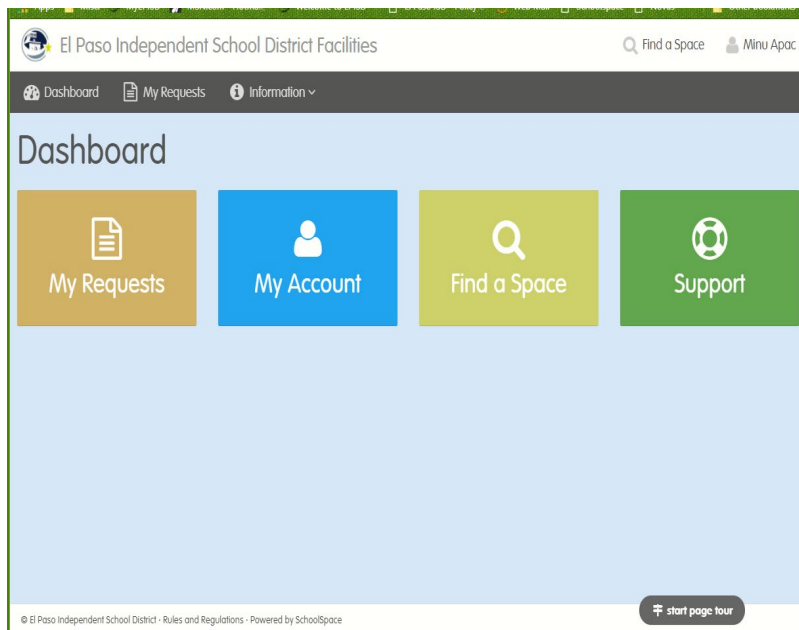 El Paso Independent School District Facilities
Find a Space
Minu Apac
Dashboard
My Requests
Information
Dashboard
My Requests
My Account
Find a Space
Support
start page tour
© El Paso Independent School District - Rules and Regulations - Powered by SchoolSpace